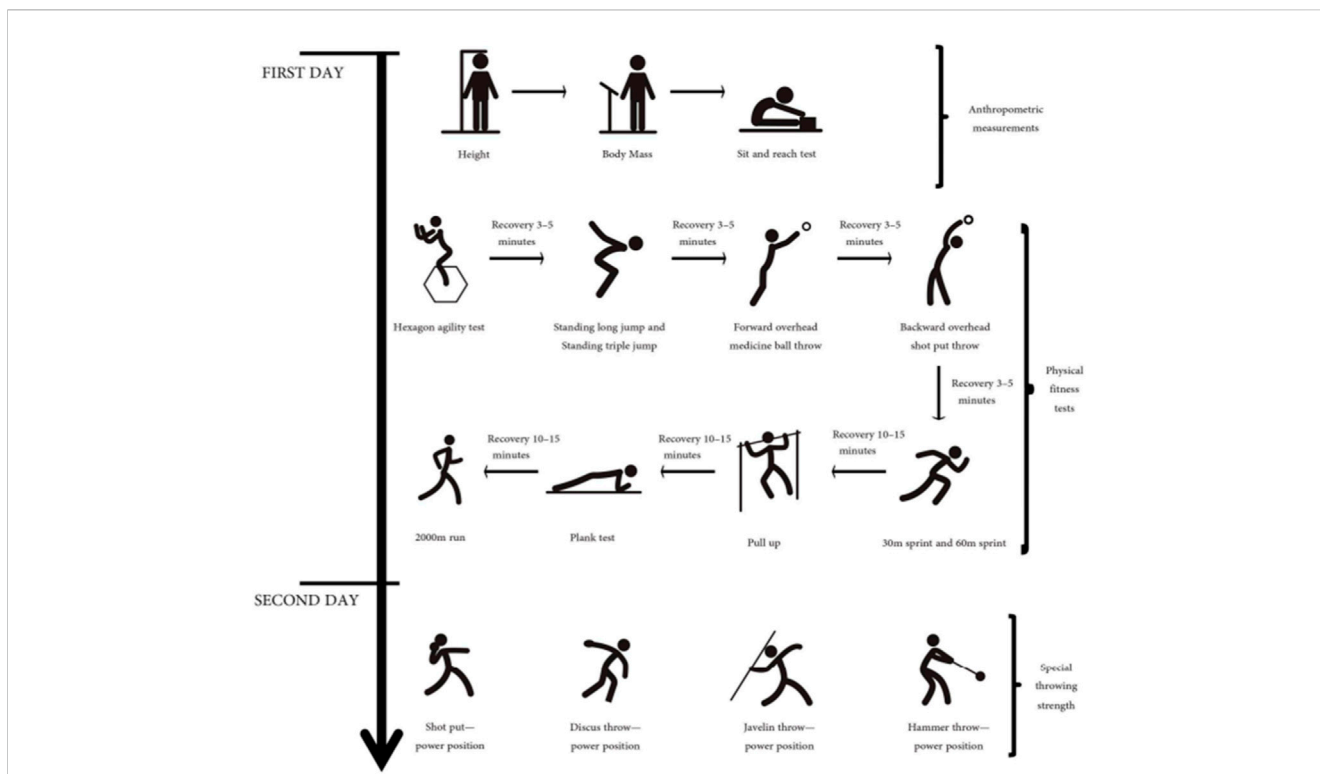 FIRST DAY
Height
Body Mass
Sit and reach test
Anthropometric
measurements
Recovery 3–5
minutes
Recovery 3–5
minutes
Recovery 3–5
minutes
Hexagon agility test
Standing long jump and
Standing triple jump
Forward overhead
medicine ball throw
Backward overhead
shot put throw
Recovery 3–5
minutes
Physical
fitness
tests
Recovery 10–15
minutes
Recovery 10–15
minutes
Recovery 10–15
minutes
2000m run
Plank test
Pull up
30m sprint and 60m sprint
SECOND DAY
Shot put—
power position
Discus throw—
power position
Javelin throw—
power position
Hammer throw—
power position
Special
throwing
strength